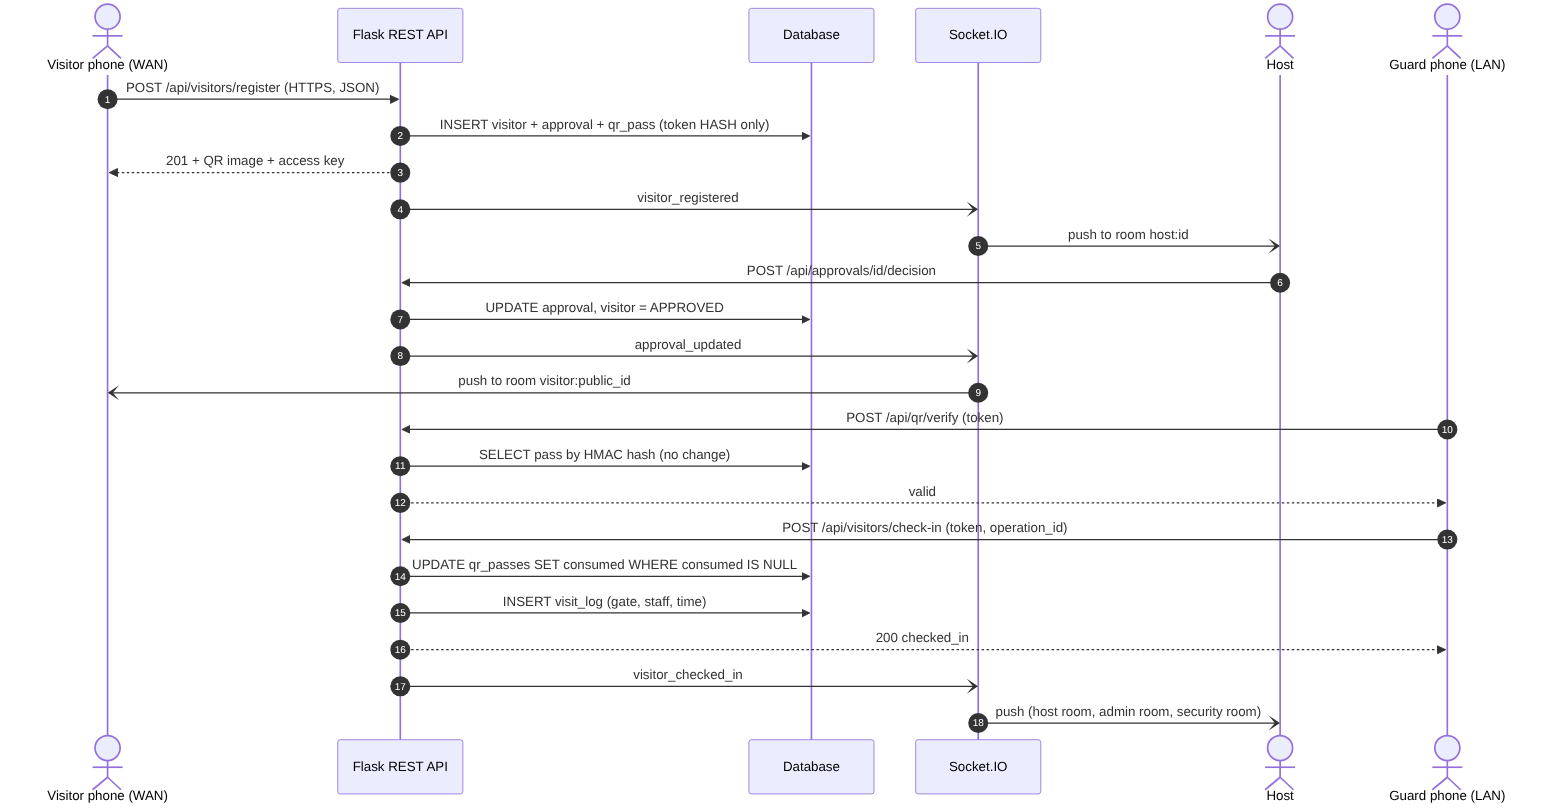 Visitor phone (WAN)
Flask REST API
Database
Socket.IO
Host
Guard phone (LAN)
1 POST /api/visitors/register (HTTPS, JSON)
2 INSERT visitor + approval + qr_pass (token HASH only)
201 + QR image + access key 3
4 visitor_registered
5 push to room host:id
POST /api/approvals/id/decision 6
7 UPDATE approval, visitor = APPROVED
8 approval_updated
push to room visitor:public_id 9
POST /api/qr/verify (token) 10
11 SELECT pass by HMAC hash (no change)
12 valid
POST /api/visitors/check-in (token, operation_id) 13
14 UPDATE qr_passes SET consumed WHERE consumed IS NULL
15 INSERT visit_log (gate, staff, time)
16 200 checked_in
17 visitor_checked_in
18 push (host room, admin room, security room)
Visitor phone (WAN)
Flask REST API
Database
Socket.IO
Host
Guard phone (LAN)